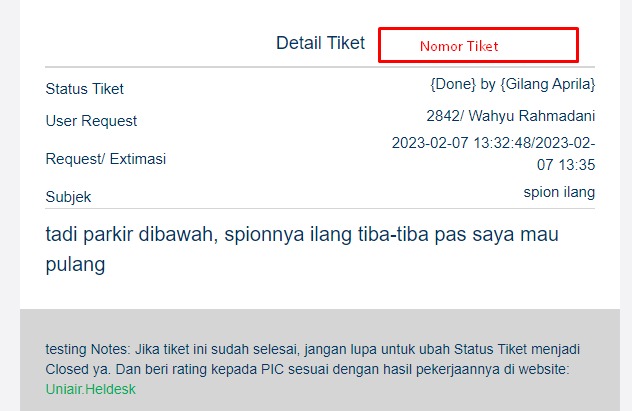 Detail Tiket Nomor Tiket
Status Tiket {Done} by {Gilang Aprila}
User Request 2842/ Wahyu Rahmadani
Request/ Extimasi 2023-02-07 13:32:48/2023-02-
07 13:35
Subjek spion ilang
tadi parkir dibawah, spionnya ilang tiba-tiba pas saya mau
pulang
testing Notes: Jika tiket ini sudah selesai, jangan lupa untuk ubah Status Tiket menjadi
Closed ya. Dan beri rating kepada PIC sesuai dengan hasil pekerjaannya di website:
Uniair.Heldesk